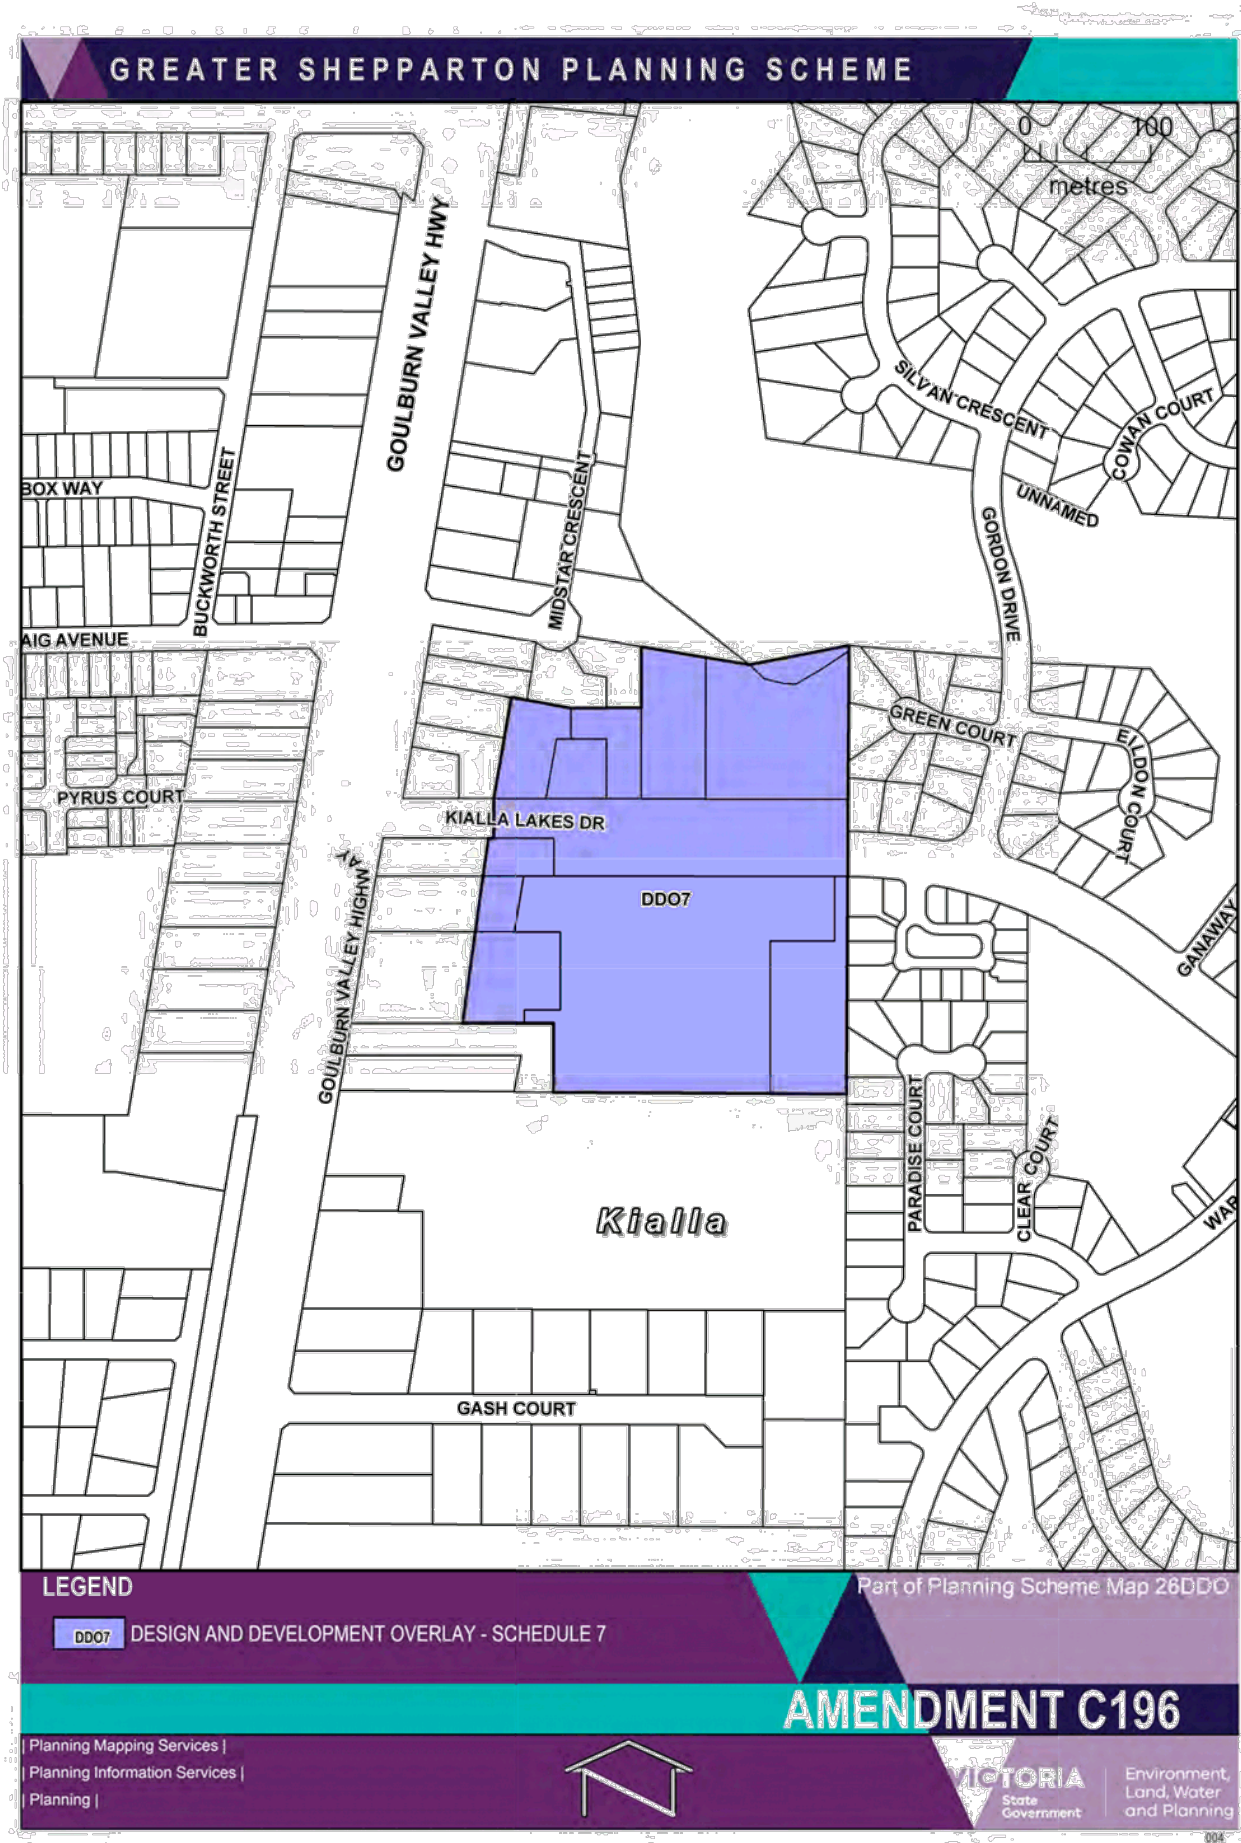 GREATER SHEPPARTON PLANNING SCHEME
0 100
metres
GOULBURN VALLEY HWY
SILVAN CRESCENT
COWAN COURT
UNNAMED
BOX WAY
BUCKWORTH STREET
MIDSTAR CRESCENT
GORDON DRIVE
AIG AVENUE
GREEN COURT
EILDON COURT
PYRUS COURT
KIALLA LAKES DR
GOULBURN VALLEY HIGHWAY
DDO7
GANAWAY
PARADISE COURT
CLEAR COURT
WAR
Kialla
GASH COURT
LEGEND
Part of Planning Scheme Map 26DDO
DDO7 DESIGN AND DEVELOPMENT OVERLAY - SCHEDULE 7
AMENDMENT C196
| Planning Mapping Services |
| Planning Information Services |
| Planning |
N
VICTORIA
State
Government
Environment,
Land, Water
and Planning
004